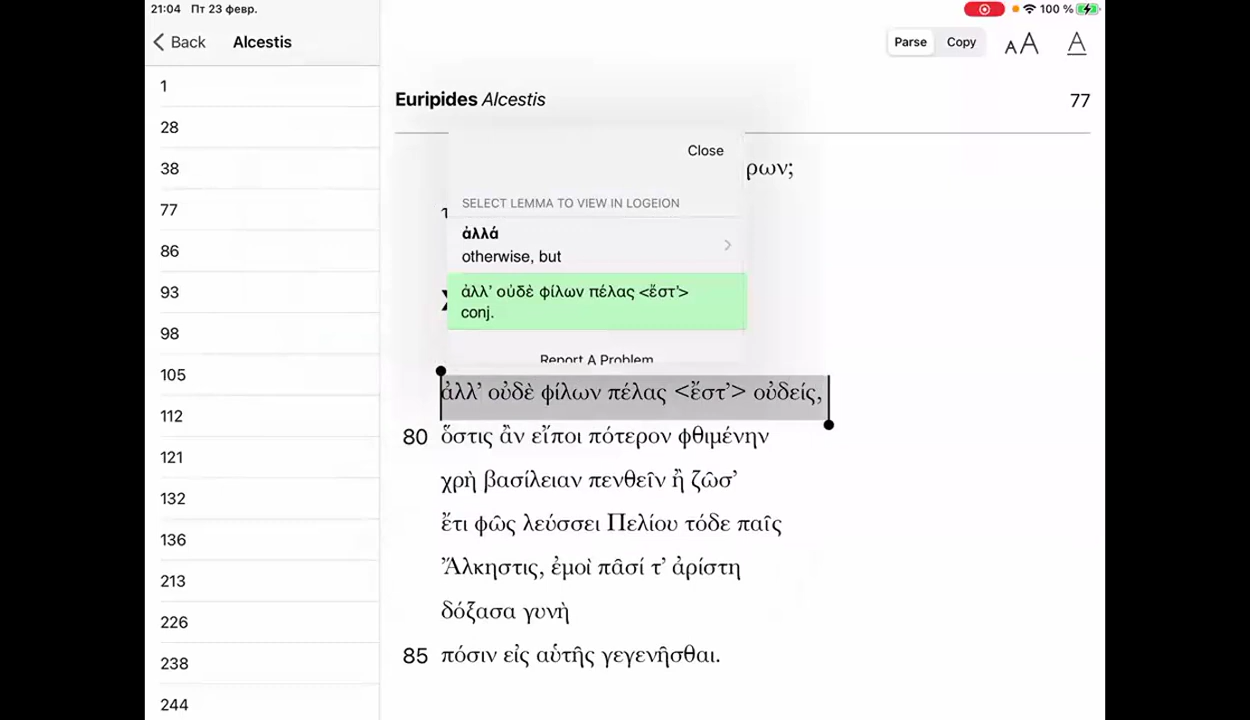 21:04 Пт 23 февр.
100 %
Back
Alcestis
Parse
Copy
AA
A
1
28
38
77
86
93
98
105
112
121
132
136
213
226
238
244
Euripides Alcestis
77
ρων;
Close
SELECT LEMMA TO VIEW IN LOGEION
ἀλλά
otherwise, but
ἀλλ’ οὐδὲ φίλων πέλας <ἔστ'>
conj.
Report A Problem
ἀλλ’ οὐδὲ φίλων πέλας <ἔστ’> οὐδείς,
80 ὅστις ἂν εἴποι πότερον φθιμένην
χρὴ βασίλειαν πενθεῖν ἢ ζῶσ’
ἔτι φῶς λεύσσει Πελίου τόδε παῖς
Ἄλκηστις, ἐμοὶ πᾶσί τ’ ἀρίστη
δόξασα γυνὴ
85 πόσιν εἰς αὑτῆς γεγενῆσθαι.